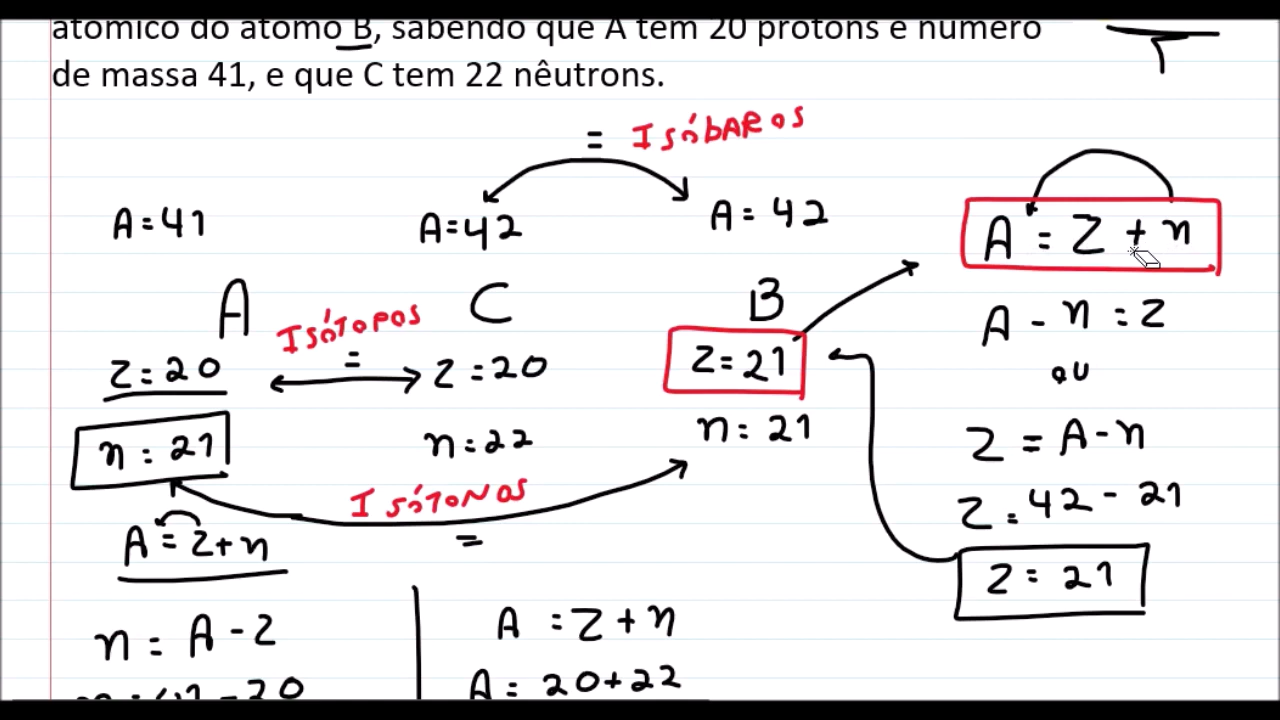 atômico do átomo B, sabendo que A tem 20 prótons e número
de massa 41, e que C tem 22 nêutrons.
= ISÓBAROS
A=41
A=42
A= 42
A = Z + n
A
ISÓTOPOS
=
C
B
A - n = Z
Z=20
Z=20
Z=21
ou
n=21
n=22
n=21
Z = A-n
ISÓTONOS
=
Z = 42 - 21
A=Z+n
Z = 21
n = A-Z
A = Z+n
A = 20+22